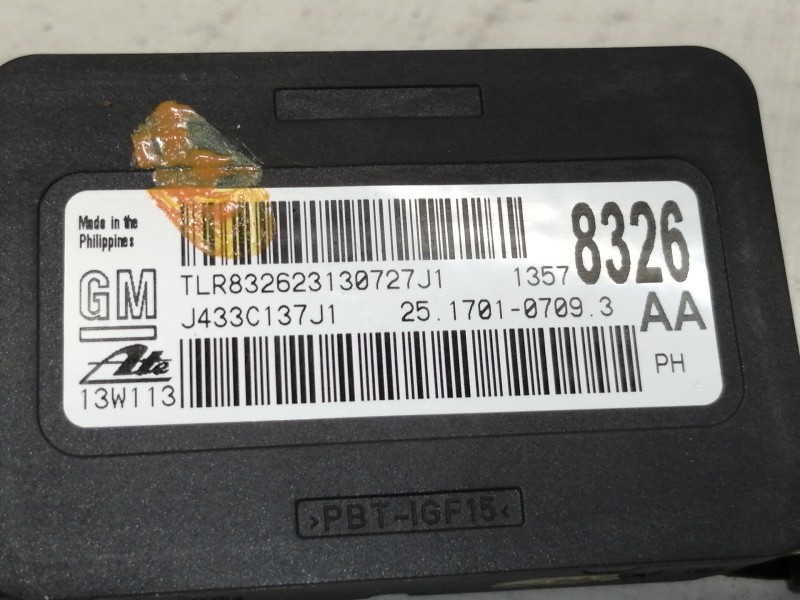 Made in the
Philippines
GM
Ate
13W113
TLR832623130727J1 1357
J433C137J1 25.1701-0709.3
8326
AA
PH
>PBT-IGF15<